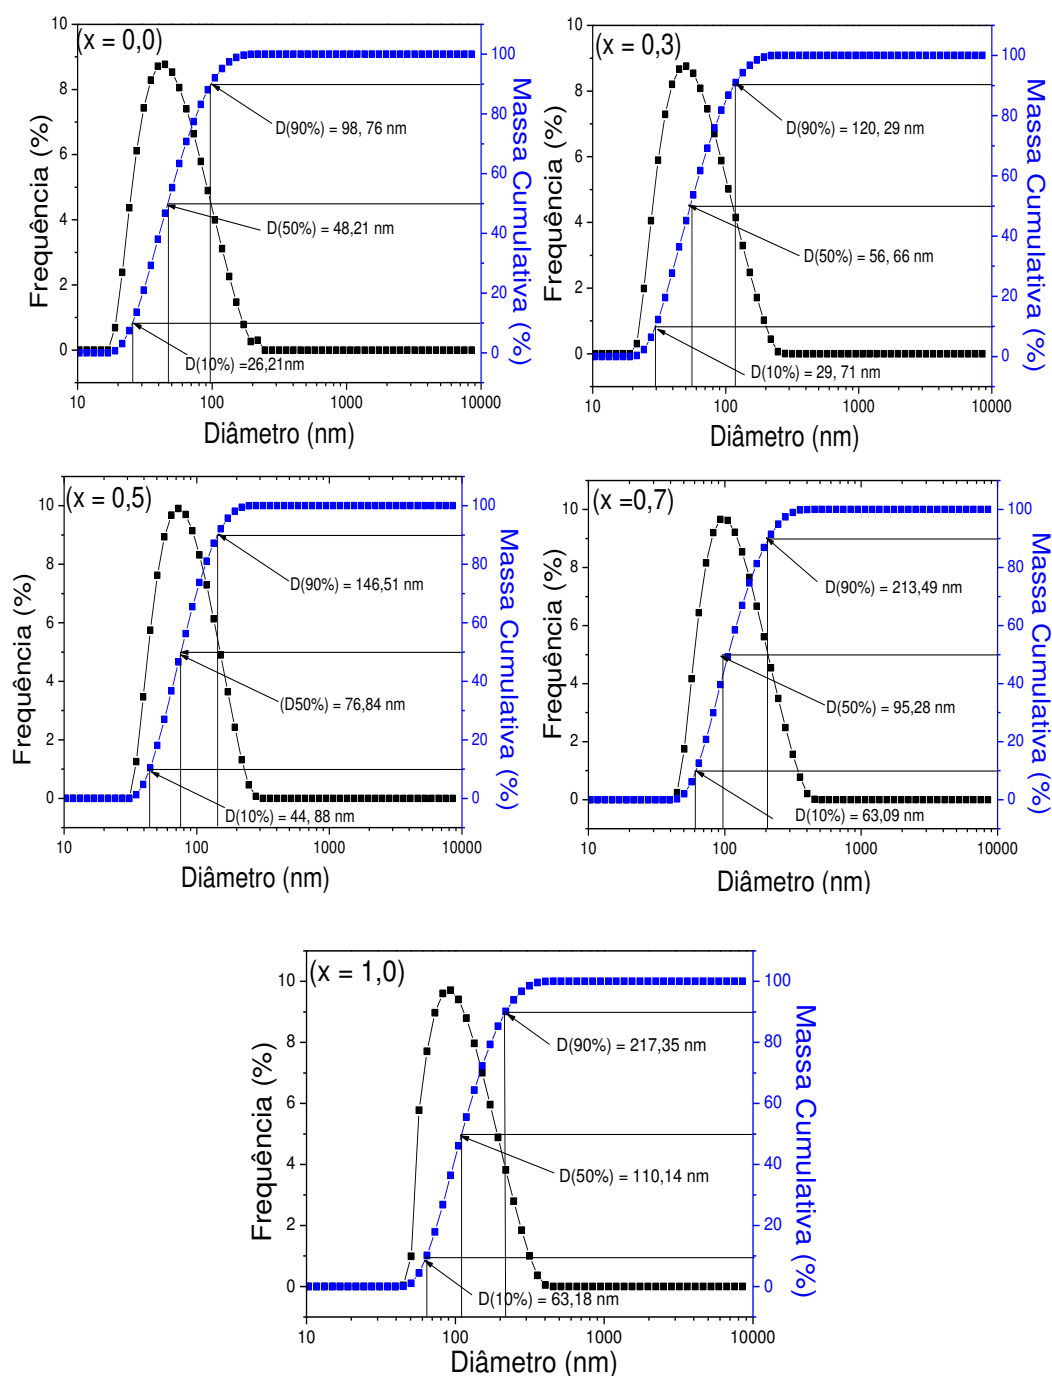 (x = 0,0)
10
8
6
4
2
0
Frequência (%)
100
80
60
40
20
0
Massa Cumulativa (%)
D(90%) = 98, 76 nm
D(50%) = 48,21 nm
D(10%) =26,21nm
10 100 1000 10000
Diâmetro (nm)
(x = 0,3)
10
8
6
4
2
0
Frequência (%)
100
80
60
40
20
0
Massa Cumulativa (%)
D(90%) = 120, 29 nm
D(50%) = 56, 66 nm
D(10%) = 29, 71 nm
10 100 1000 10000
Diâmetro (nm)
(x = 0,5)
10
8
6
4
2
0
Frequência (%)
100
80
60
40
20
0
Massa Cumulativa (%)
D(90%) = 146,51 nm
(D50%) = 76,84 nm
D(10%) = 44, 88 nm
10 100 1000 10000
Diâmetro (nm)
(x =0,7)
10
8
6
4
2
0
Frequência (%)
100
80
60
40
20
0
Massa Cumulativa (%)
D(90%) = 213,49 nm
D(50%) = 95,28 nm
D(10%) = 63,09 nm
10 100 1000 10000
Diâmetro (nm)
(x = 1,0)
10
8
6
4
2
0
Frequência (%)
100
80
60
40
20
0
Massa Cumulativa (%)
D(90%) = 217,35 nm
D(50%) = 110,14 nm
D(10%) = 63,18 nm
10 100 1000 10000
Diâmetro (nm)